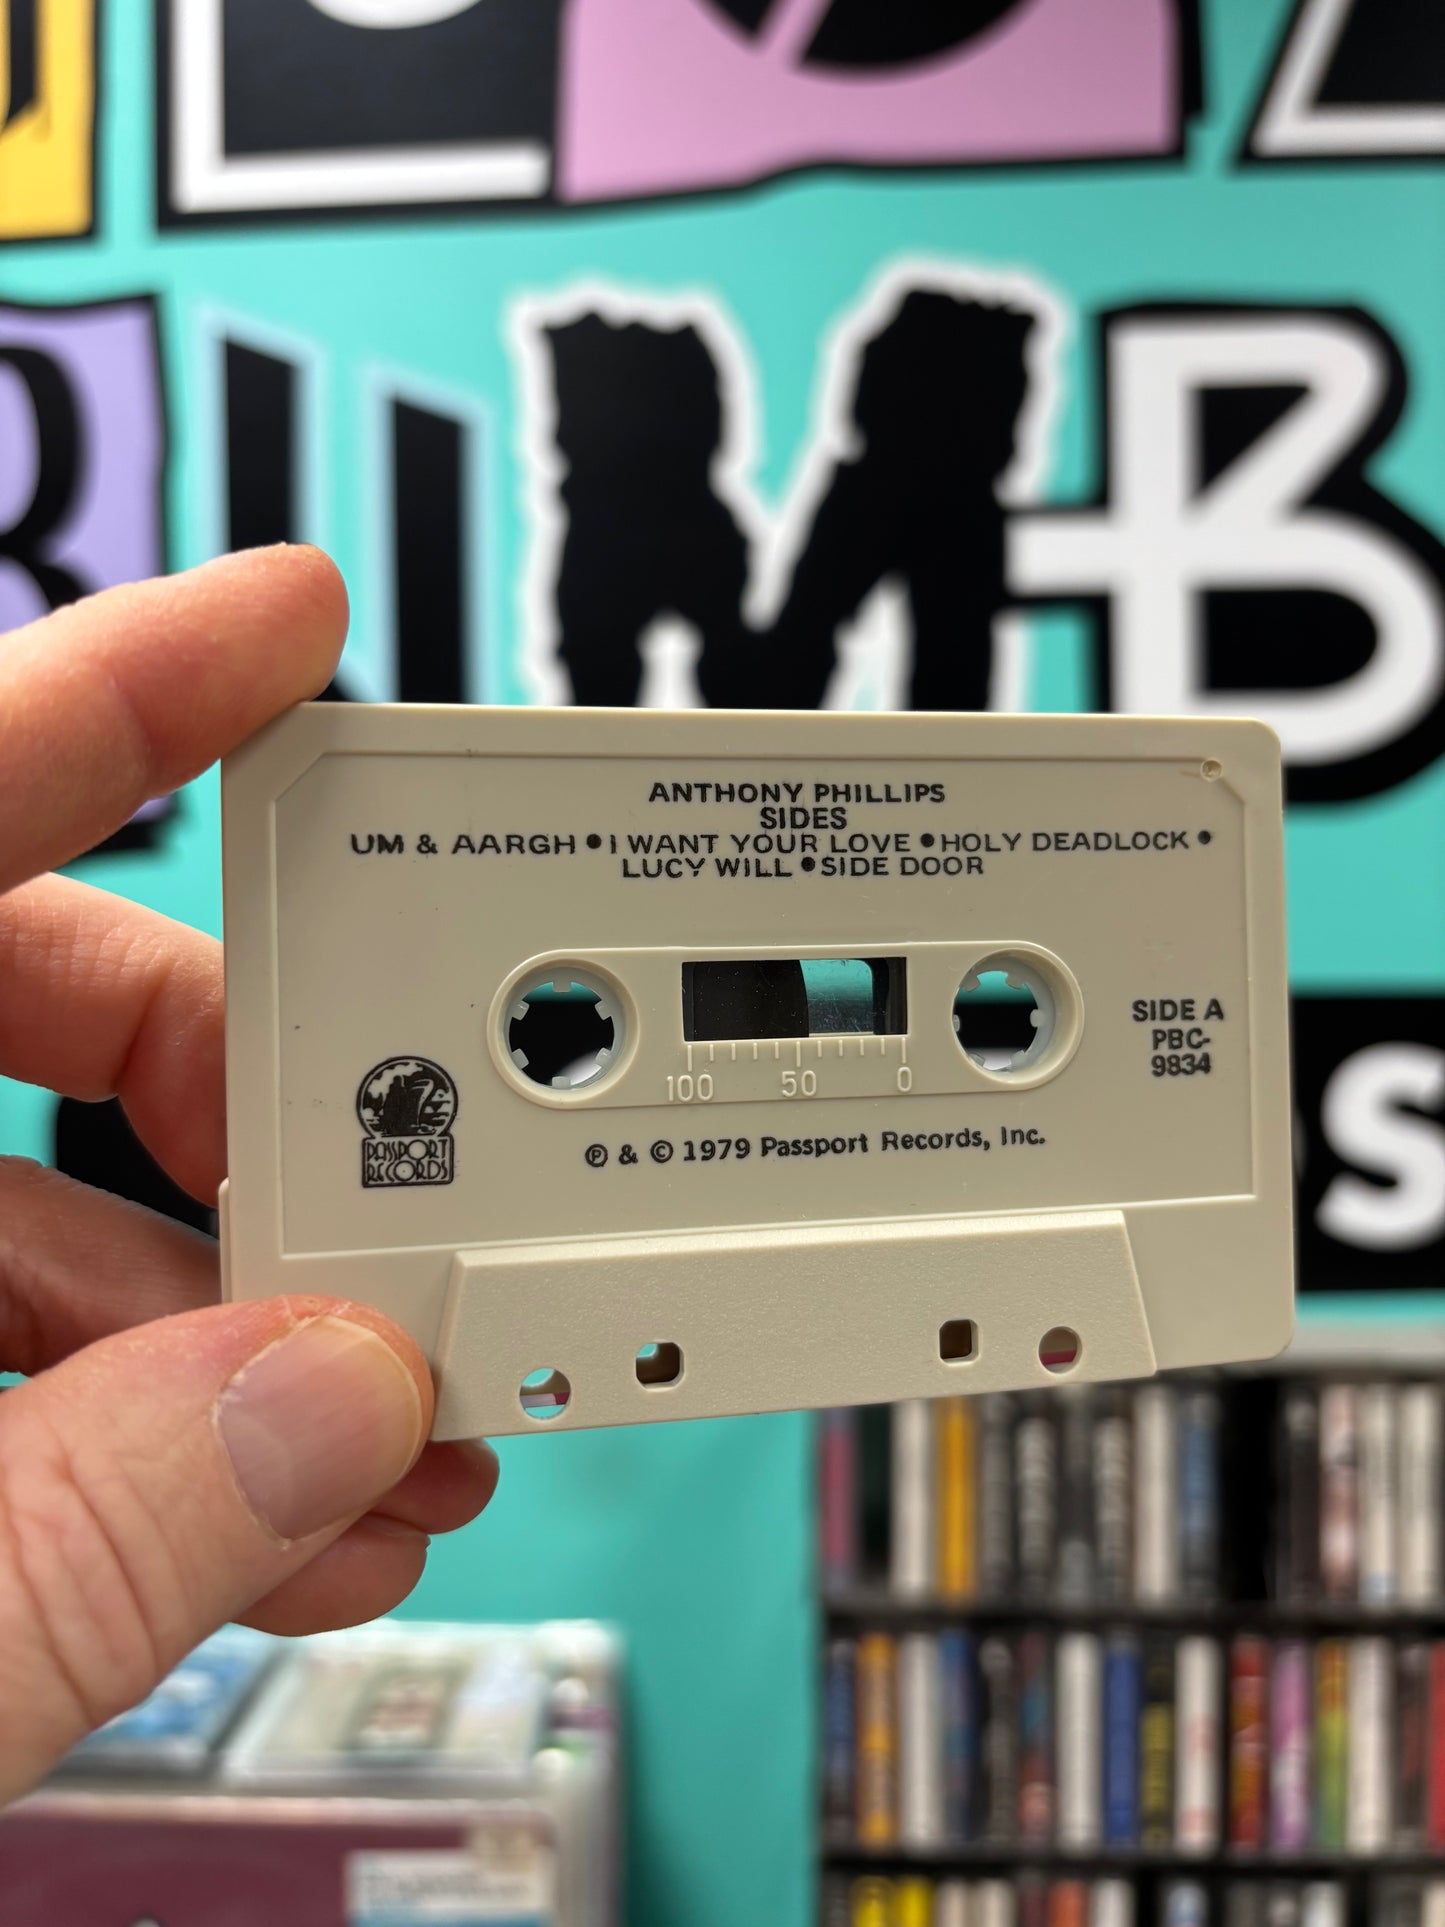 UMB
ANTHONY PHILLIPS
SIDES
UM & AARGH • I WANT YOUR LOVE • HOLY DEADLOCK •
LUCY WILL • SIDE DOOR
SIDE A
PBC-
9834
100 50 0
PASSPORT
RECORDS
℗ & © 1979 Passport Records, Inc.